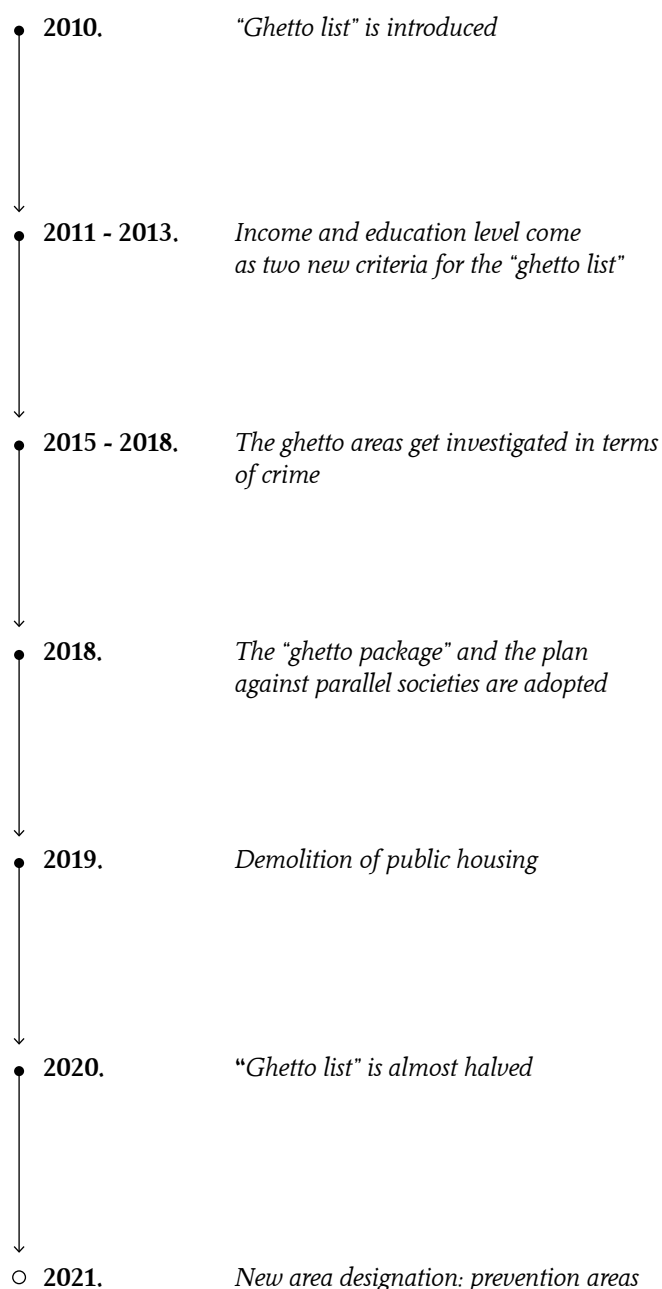 2010. “Ghetto list” is introduced
2011 - 2013. Income and education level come
as two new criteria for the “ghetto list”
2015 - 2018. The ghetto areas get investigated in terms
of crime
2018. The “ghetto package” and the plan
against parallel societies are adopted
2019. Demolition of public housing
2020. “Ghetto list” is almost halved
2021. New area designation: prevention areas